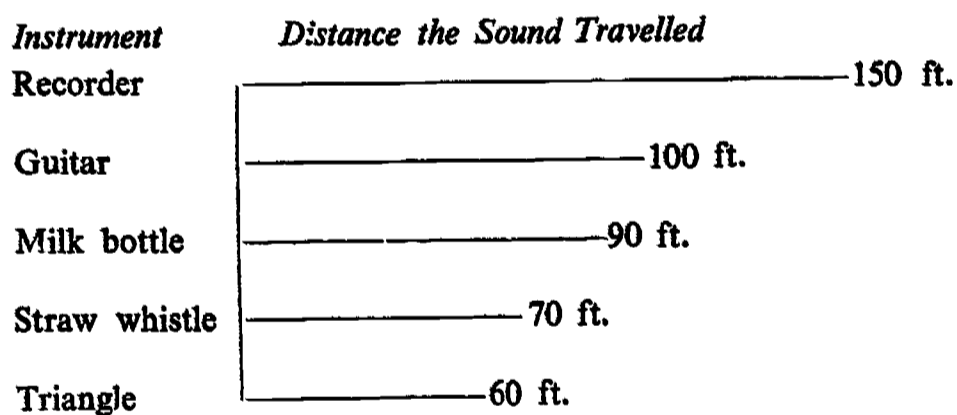 Instrument Distance the Sound Travelled
Recorder 150 ft.
Guitar 100 ft.
Milk bottle 90 ft.
Straw whistle 70 ft.
Triangle 60 ft.